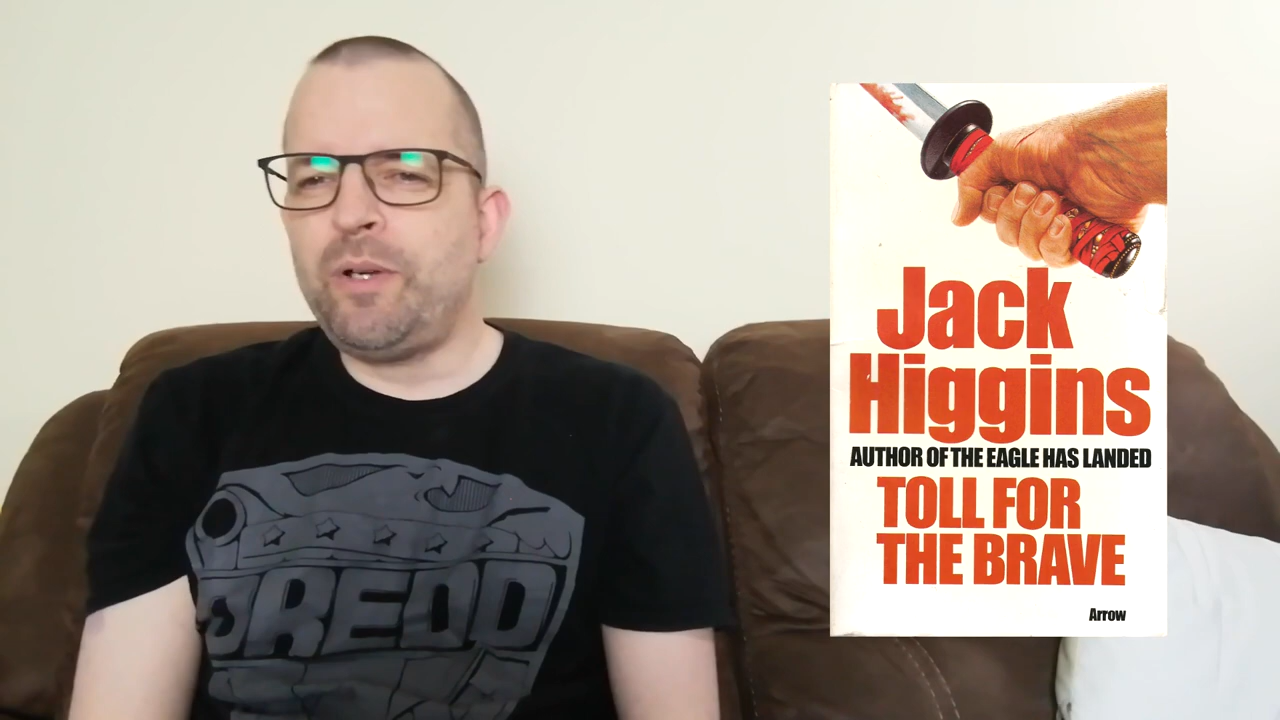 DREDD
Jack
Higgins
AUTHOR OF THE EAGLE HAS LANDED
TOLL FOR
THE BRAVE
Arrow